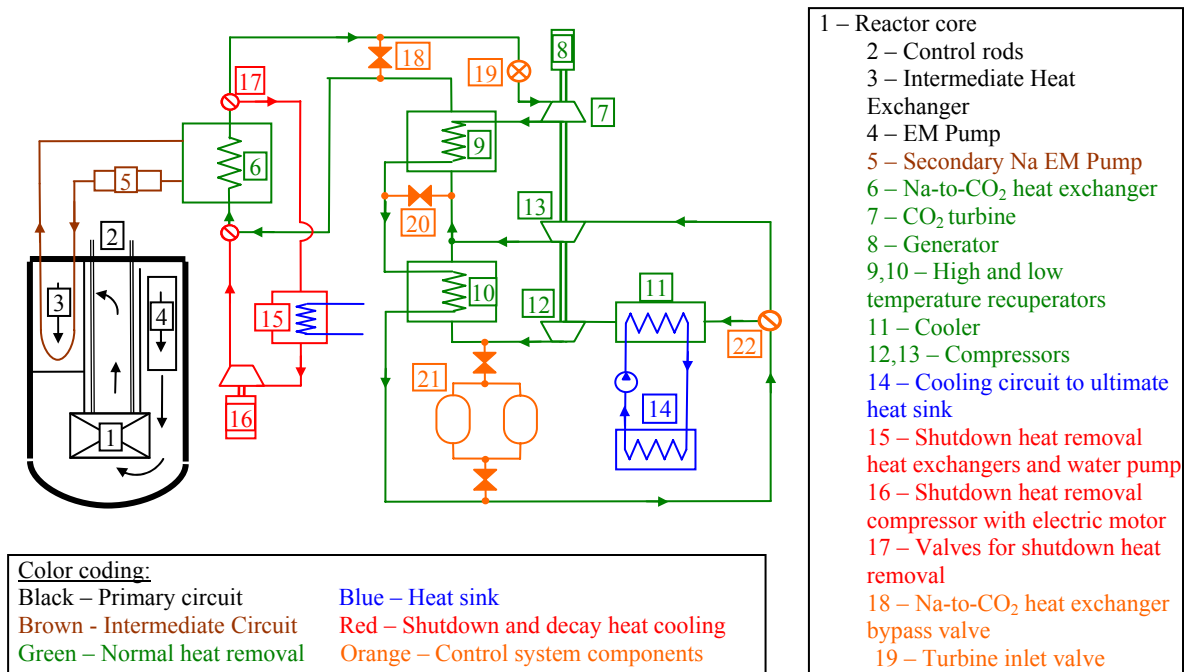 8
18
17
19
7
9
6
5
13
20
2
3
4
10
12
11
15
22
21
14
16
1
1 – Reactor core
2 – Control rods
3 – Intermediate Heat
Exchanger
4 – EM Pump
5 – Secondary Na EM Pump
6 – Na-to-CO₂ heat exchanger
7 – CO₂ turbine
8 – Generator
9,10 – High and low
temperature recuperators
11 – Cooler
12,13 – Compressors
14 – Cooling circuit to ultimate
heat sink
15 – Shutdown heat removal
heat exchangers and water pump
16 – Shutdown heat removal
compressor with electric motor
17 – Valves for shutdown heat
removal
18 – Na-to-CO₂ heat exchanger
bypass valve
19 – Turbine inlet valve
Color coding:
Black – Primary circuit
Brown - Intermediate Circuit
Green – Normal heat removal
Blue – Heat sink
Red – Shutdown and decay heat cooling
Orange – Control system components